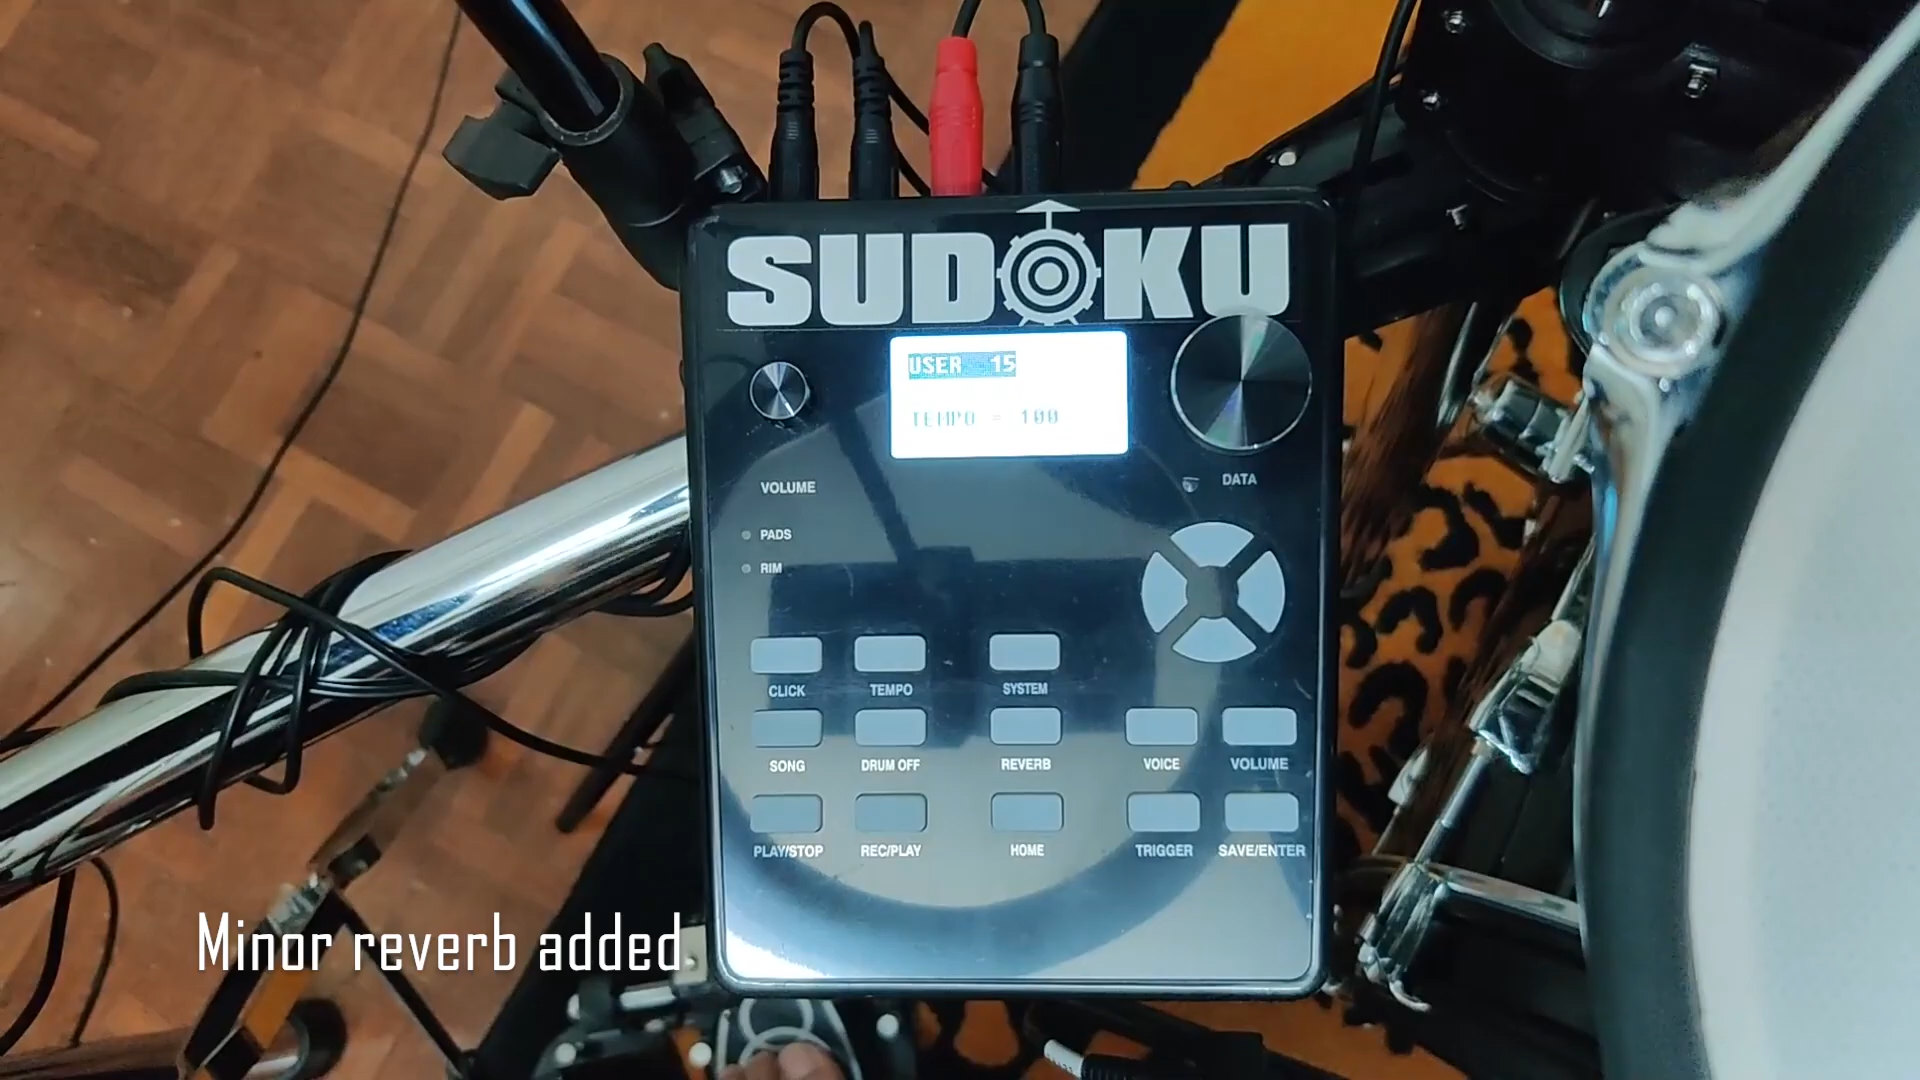 SUDOKU
USER 15
TEMPO = 100
VOLUME
DATA
PADS
RIM
CLICK TEMPO SYSTEM
SONG DRUM OFF REVERB VOICE VOLUME
PLAY/STOP REC/PLAY HOME TRIGGER SAVE/ENTER
Minor reverb added